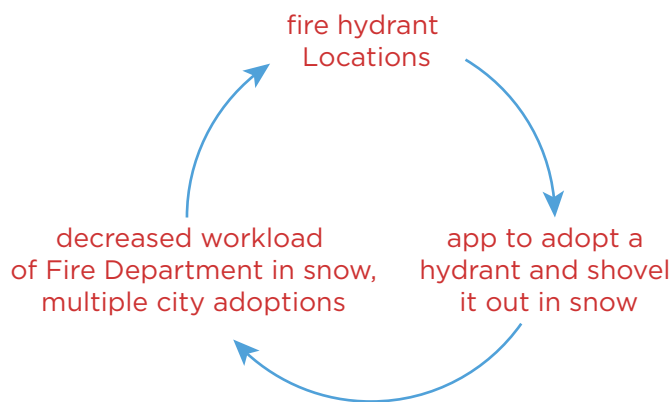 fire hydrant
Locations
app to adopt a
hydrant and shovel
it out in snow
decreased workload
of Fire Department in snow,
multiple city adoptions